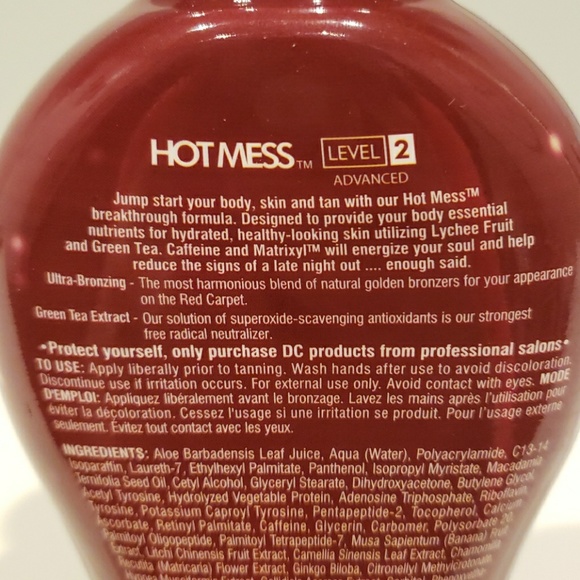 HOT MESS™ LEVEL 2
ADVANCED
Jump start your body, skin and tan with our Hot Mess™
breakthrough formula. Designed to provide your body essential
nutrients for hydrated, healthy-looking skin utilizing Lychee Fruit
and Green Tea. Caffeine and Matrixyl™ will energize your soul and help
reduce the signs of a late night out .... enough said.
Ultra-Bronzing - The most harmonious blend of natural golden bronzers for your appearance
on the Red Carpet.
Green Tea Extract - Our solution of superoxide-scavenging antioxidants is our strongest
free radical neutralizer.
•Protect yourself, only purchase DC products from professional salons•
TO USE: Apply liberally prior to tanning. Wash hands after use to avoid discoloration.
Discontinue use if irritation occurs. For external use only. Avoid contact with eyes. MODE
D'EMPLOI: Appliquez libéralement avant le bronzage. Lavez les mains après l'utilisation pour
éviter la décoloration. Cessez l'usage si une irritation se produit. Pour l'usage externe
seulement. Évitez tout contact avec les yeux.
INGREDIENTS: Aloe Barbadensis Leaf Juice, Aqua (Water), Polyacrylamide, C13-14
Isoparaffin, Laureth-7, Ethylhexyl Palmitate, Panthenol, Isopropyl Myristate, Macadamia
Ternifolia Seed Oil, Cetyl Alcohol, Glyceryl Stearate, Dihydroxyacetone, Butylene Glycol,
Acetyl Tyrosine, Hydrolyzed Vegetable Protein, Adenosine Triphosphate, Riboflavin,
Tyrosine, Potassium Caproyl Tyrosine, Pentapeptide-2, Tocopherol, Calcium
Ascorbate, Retinyl Palmitate, Caffeine, Glycerin, Carbomer, Polysorbate 20,
Palmitoyl Oligopeptide, Palmitoyl Tetrapeptide-7, Musa Sapientum (Banana) Fruit
Extract, Litchi Chinensis Fruit Extract, Camellia Sinensis Leaf Extract, Chamomilla
Recutita (Matricaria) Flower Extract, Ginkgo Biloba, Citronellyl Methylcrotonate